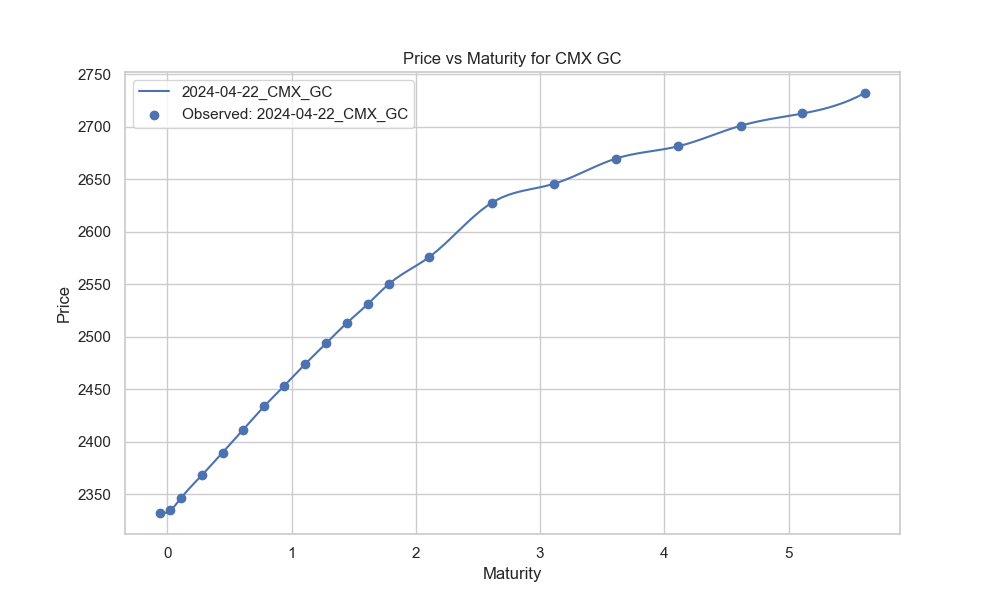 Price vs Maturity for CMX GC
2024-04-22_CMX_GC
Observed: 2024-04-22_CMX_GC
2750
2700
2650
2600
2550
2500
2450
2400
2350
Price
0 1 2 3 4 5
Maturity